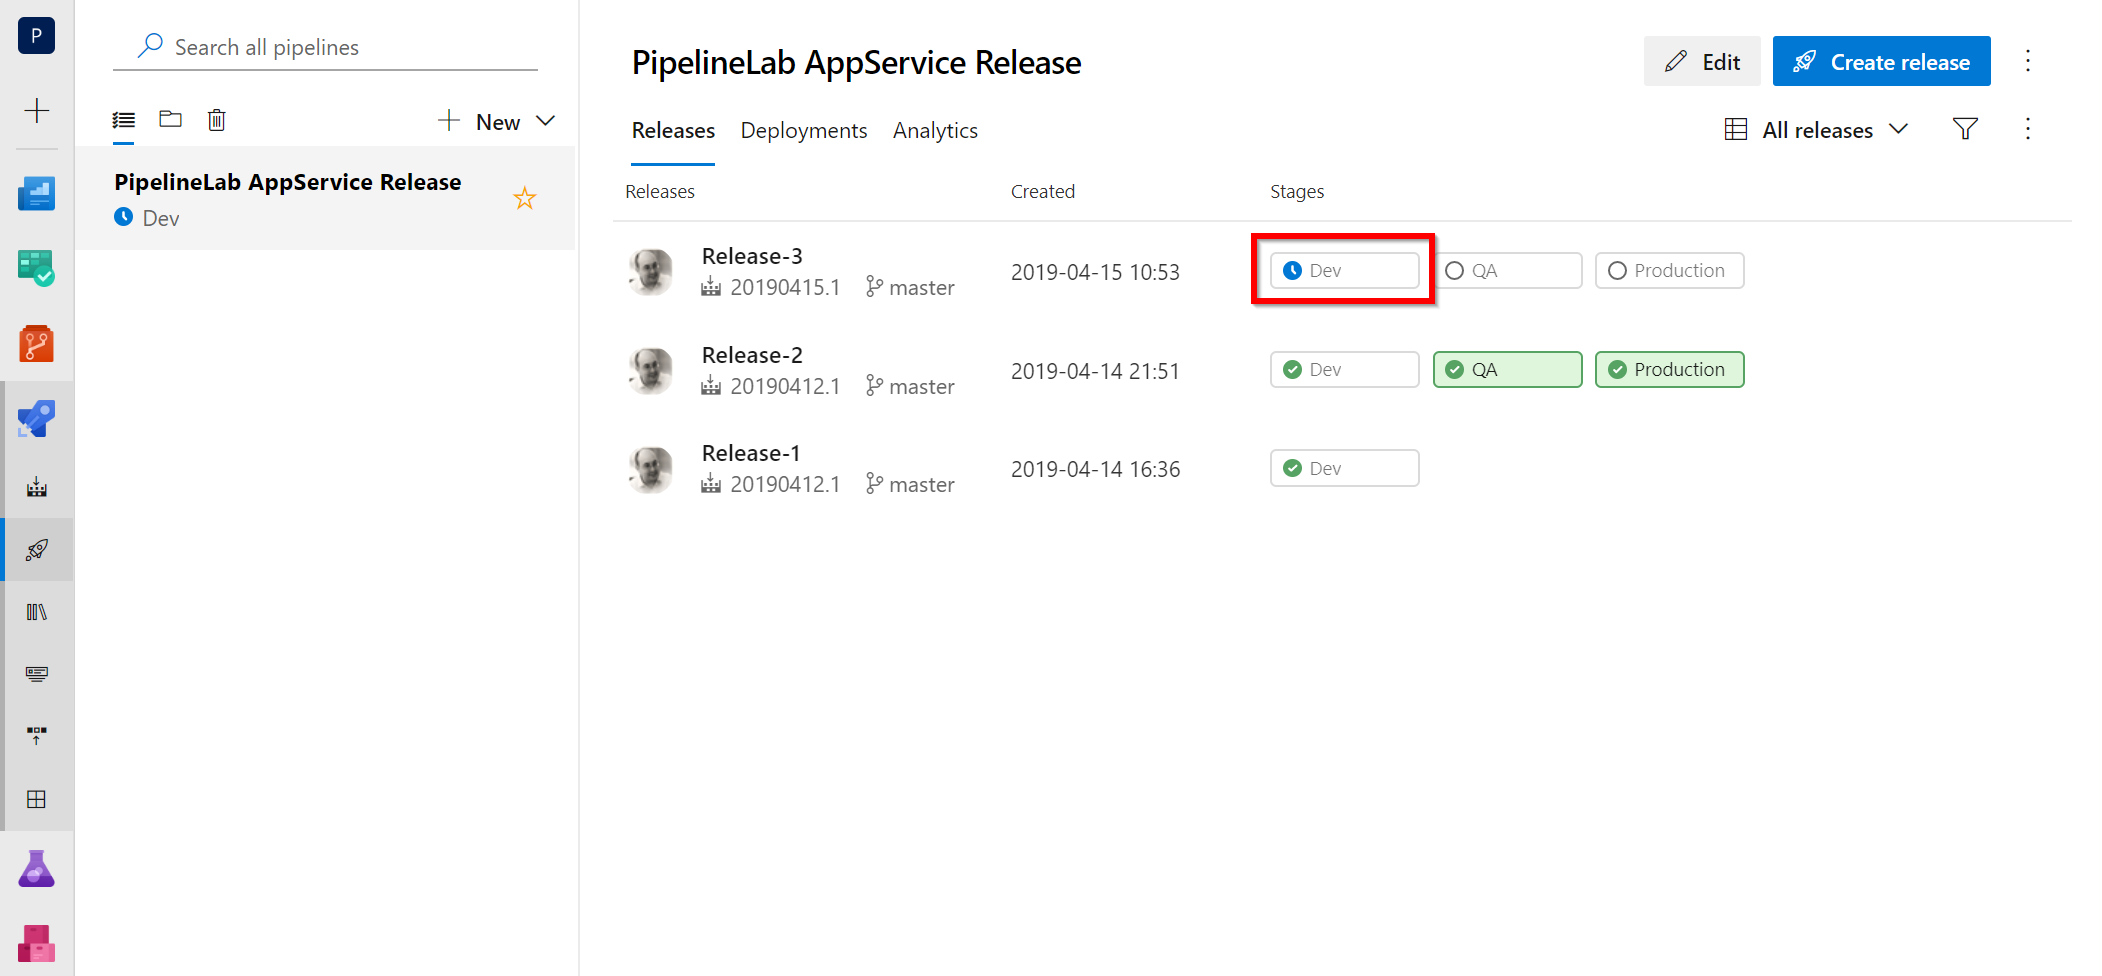 P
Search all pipelines
New
PipelineLab AppService Release
Dev
PipelineLab AppService Release
Edit
Create release
Releases Deployments Analytics
All releases
Releases Created Stages
Release-3
20190415.1 master
2019-04-15 10:53
Dev QA Production
Release-2
20190412.1 master
2019-04-14 21:51
Dev QA Production
Release-1
20190412.1 master
2019-04-14 16:36
Dev